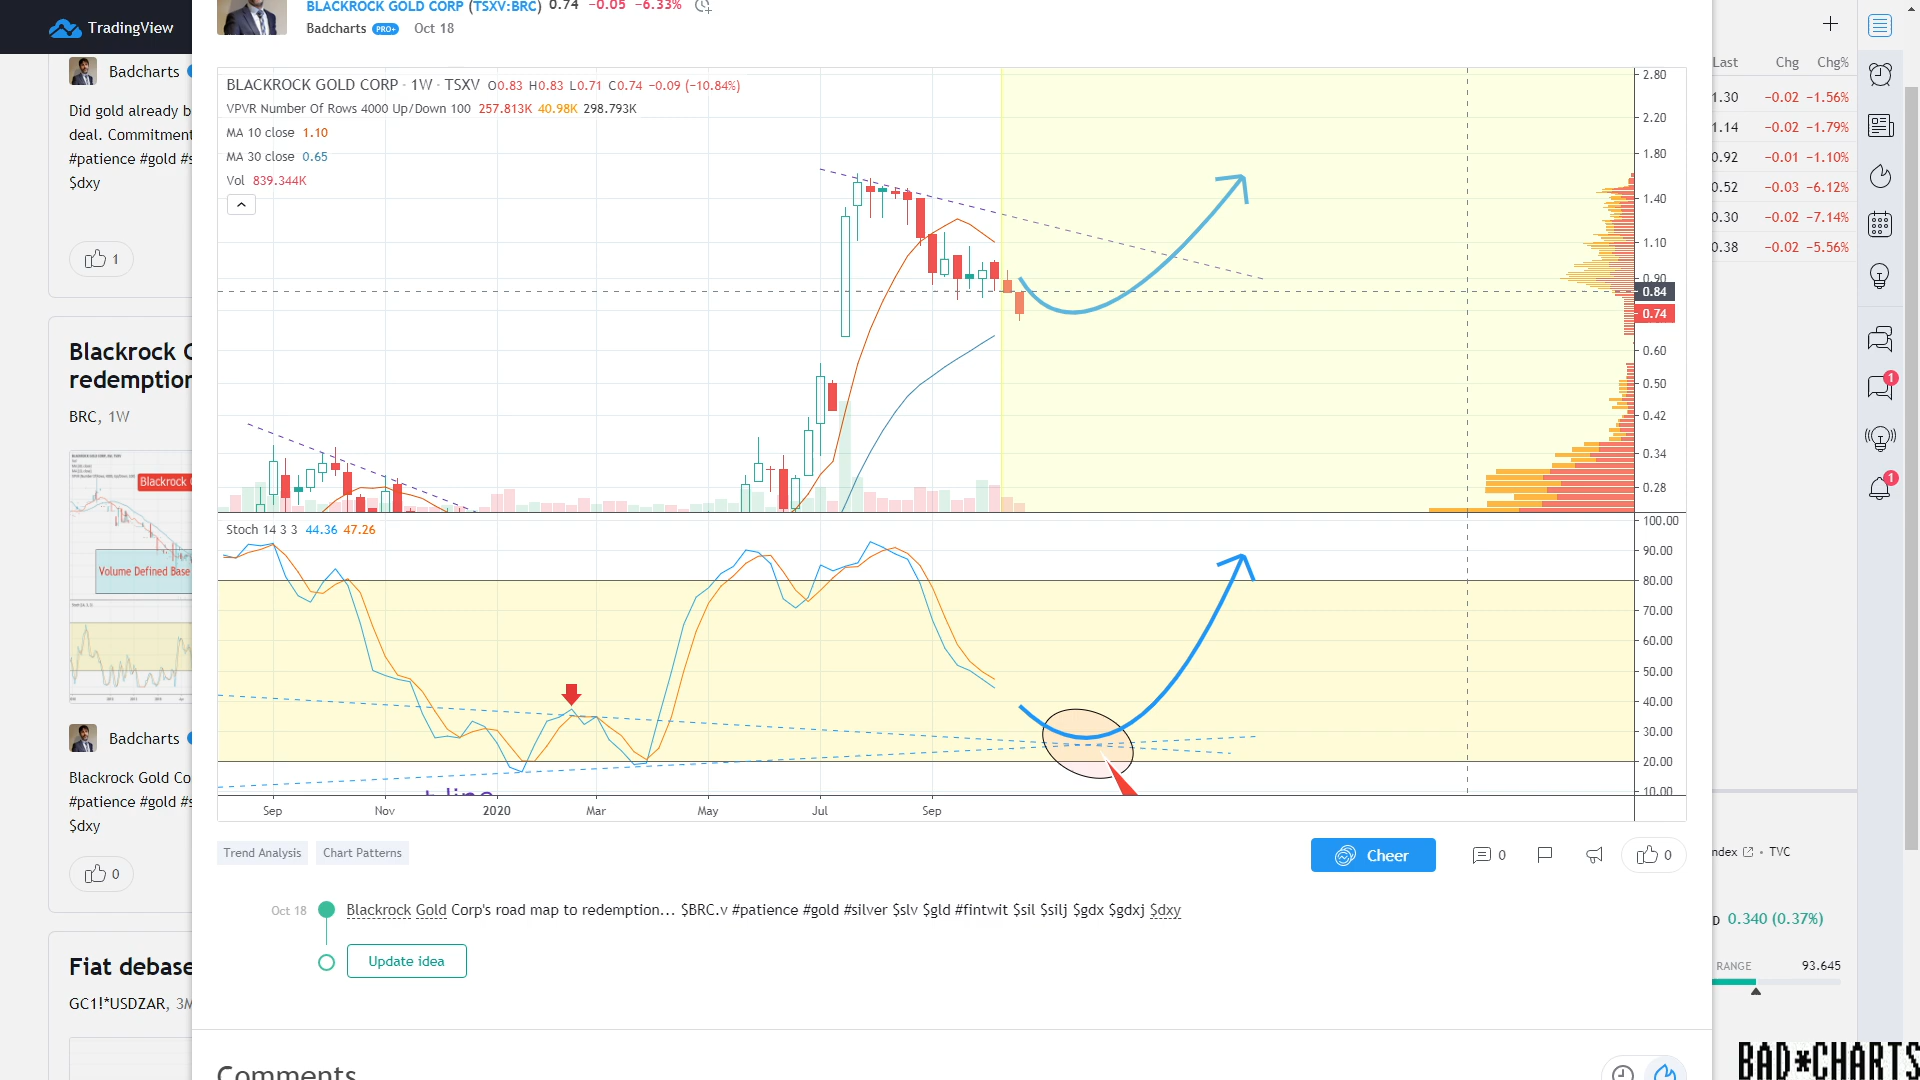 TradingView
BLACKROCK GOLD CORP (TSXV:BRC) 0.74 −0.05 −6.33%
Badcharts PRO+ Oct 18
Badcharts
Did gold already b
deal. Commitment
#patience #gold #s
$dxy
1
Blackrock G
redemption
BRC, 1W
Blackrock G
Volume Defined Base
Badcharts
Blackrock Gold Co
#patience #gold #s
$dxy
0
Fiat debase
GC1!*USDZAR, 3M
BLACKROCK GOLD CORP · 1W · TSXV O0.83 H0.83 L0.71 C0.74 −0.09 (−10.84%)
VPVR Number Of Rows 4000 Up/Down 100 257.813K 40.98K 298.793K
MA 10 close 1.10
MA 30 close 0.65
Vol 839.344K
2.80
2.20
1.80
1.40
1.10
0.90
0.84
0.74
0.60
0.50
0.42
0.34
0.28
Stoch 14 3 3 44.36 47.26
100.00
90.00
80.00
70.00
60.00
50.00
40.00
30.00
20.00
10.00
Sep Nov 2020 Mar May Jul Sep
Trend Analysis Chart Patterns
Cheer 0 0
Oct 18 Blackrock Gold Corp's road map to redemption... $BRC.v #patience #gold #silver $slv $gld #fintwit $sil $silj $gdx $gdxj $dxy
Update idea
Comments
Last Chg Chg%
1.30 −0.02 −1.56%
1.14 −0.02 −1.79%
0.92 −0.01 −1.10%
0.52 −0.03 −6.12%
0.30 −0.02 −7.14%
0.38 −0.02 −5.56%
1
1
ndex · TVC
D 0.340 (0.37%)
RANGE 93.645
BAD*CHARTS